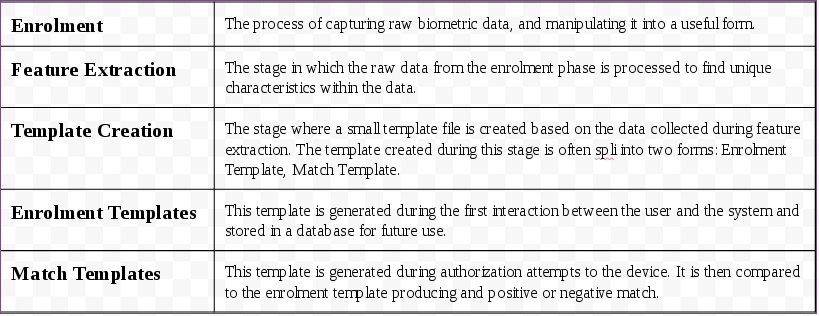 Enrolment
The process of capturing raw biometric data, and manipulating it into a useful form.
Feature Extraction
The stage in which the raw data from the enrolment phase is processed to find unique
characteristics within the data.
Template Creation
The stage where a small template file is created based on the data collected during feature
extraction. The template created during this stage is often spli into two forms: Enrolment
Template, Match Template.
Enrolment Templates
This template is generated during the first interaction between the user and the system and
stored in a database for future use.
Match Templates
This template is generated during authorization attempts to the device. It is then compared
to the enrolment template producing and positive or negative match.